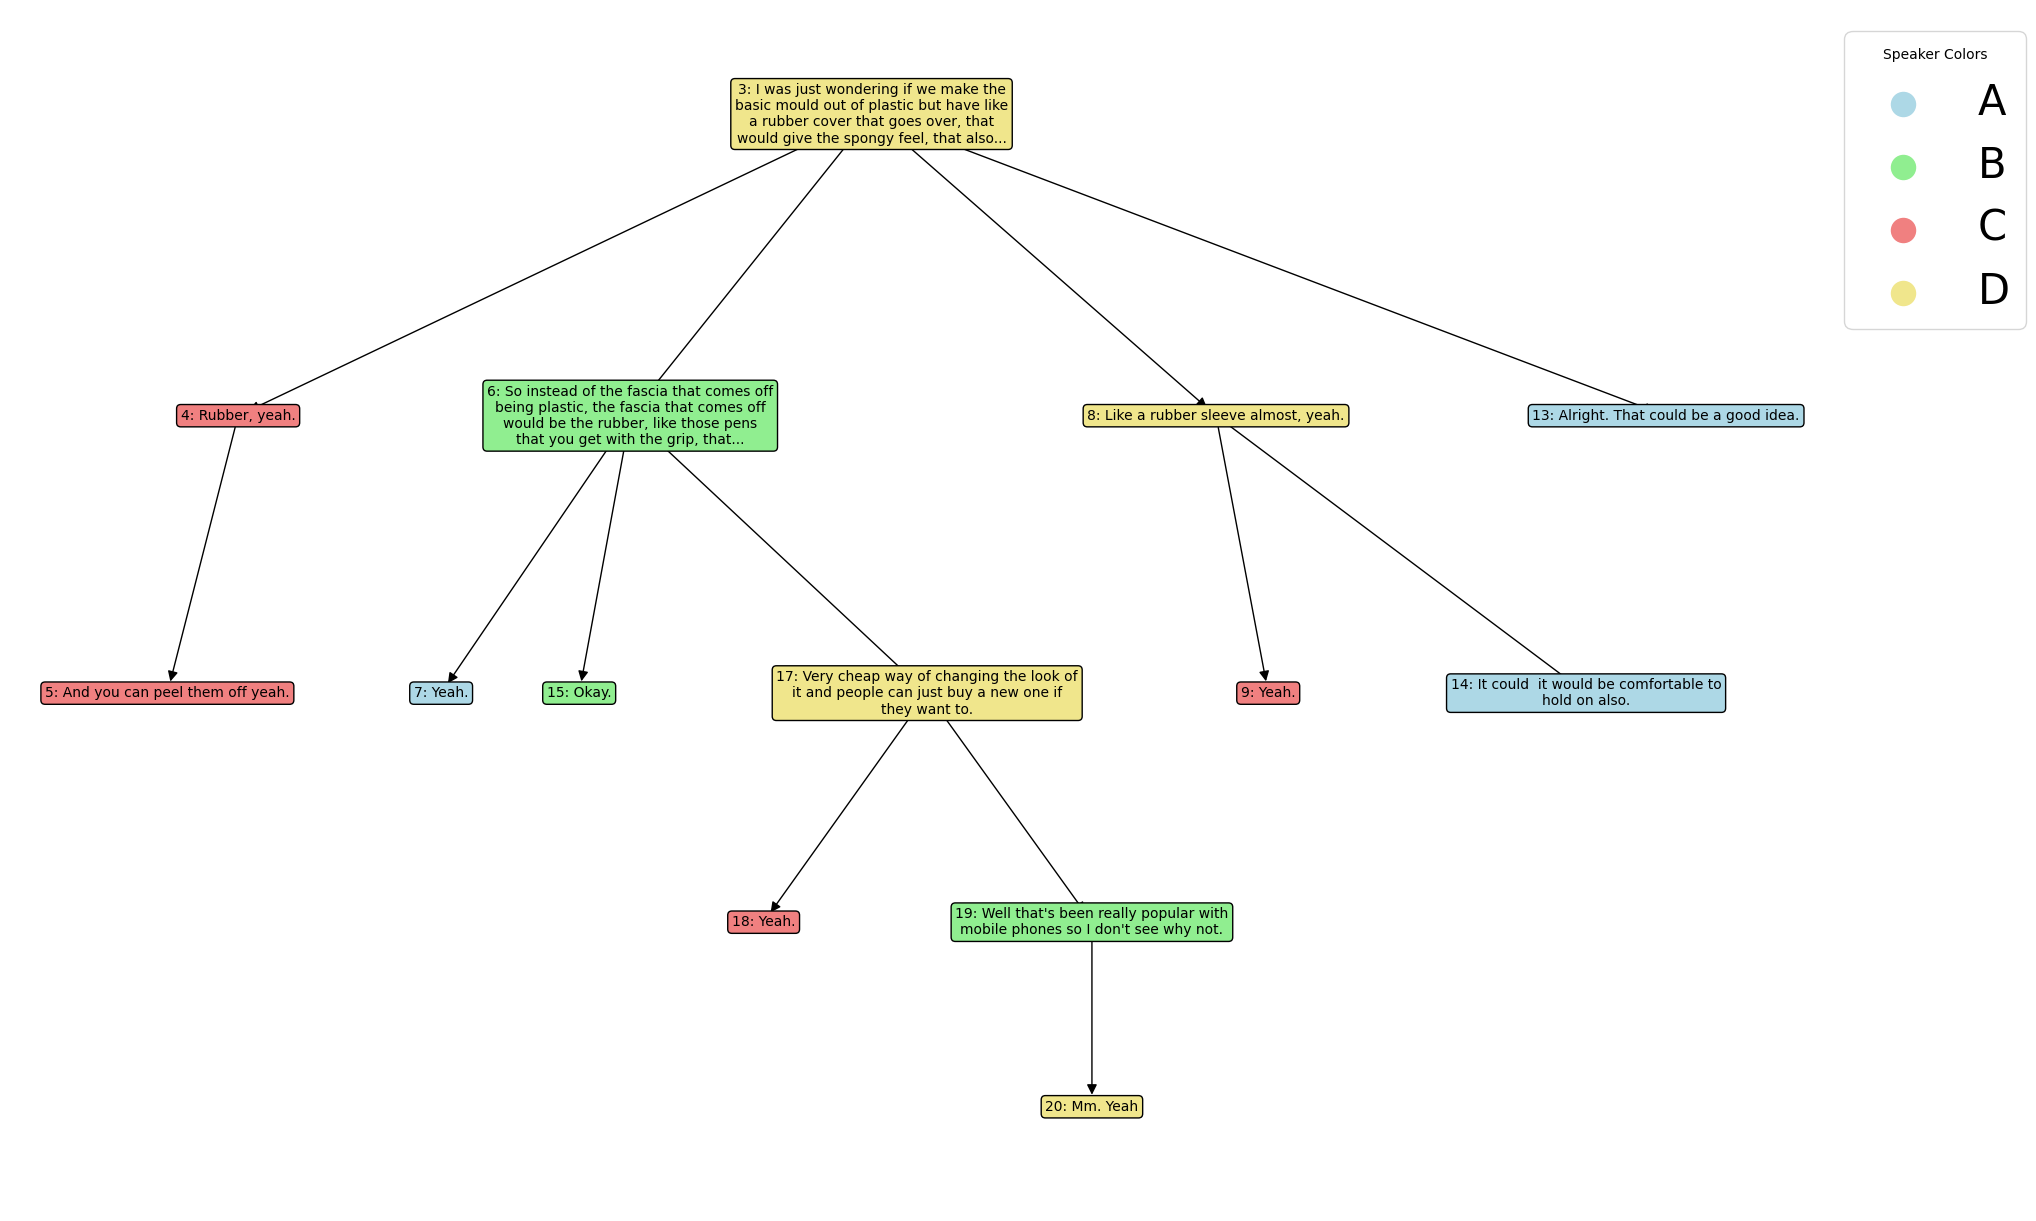 Speaker Colors
A
B
C
D
3: I was just wondering if we make the
basic mould out of plastic but have like
a rubber cover that goes over, that
would give the spongy feel, that also...
4: Rubber, yeah.
6: So instead of the fascia that comes off
being plastic, the fascia that comes off
would be the rubber, like those pens
that you get with the grip, that...
8: Like a rubber sleeve almost, yeah.
13: Alright. That could be a good idea.
5: And you can peel them off yeah.
7: Yeah.
15: Okay.
17: Very cheap way of changing the look of
it and people can just buy a new one if
they want to.
9: Yeah.
14: It could  it would be comfortable to
hold on also.
18: Yeah.
19: Well that's been really popular with
mobile phones so I don't see why not.
20: Mm. Yeah